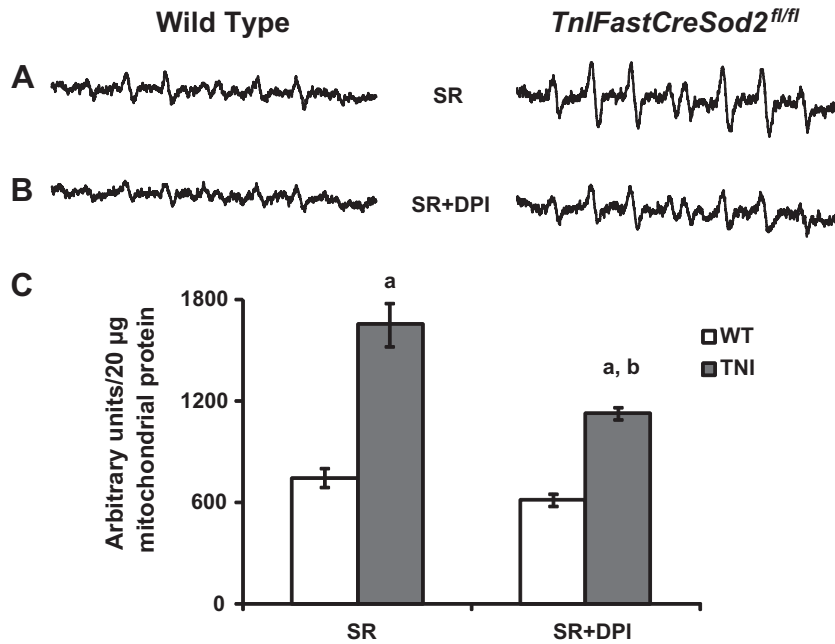 Wild Type
TnIFastCreSod2fl/fl
A
SR
B
SR+DPI
C
Arbitrary units/20 µg
mitochondrial protein
1800
1200
600
0
a
a, b
WT
TNI
SR
SR+DPI